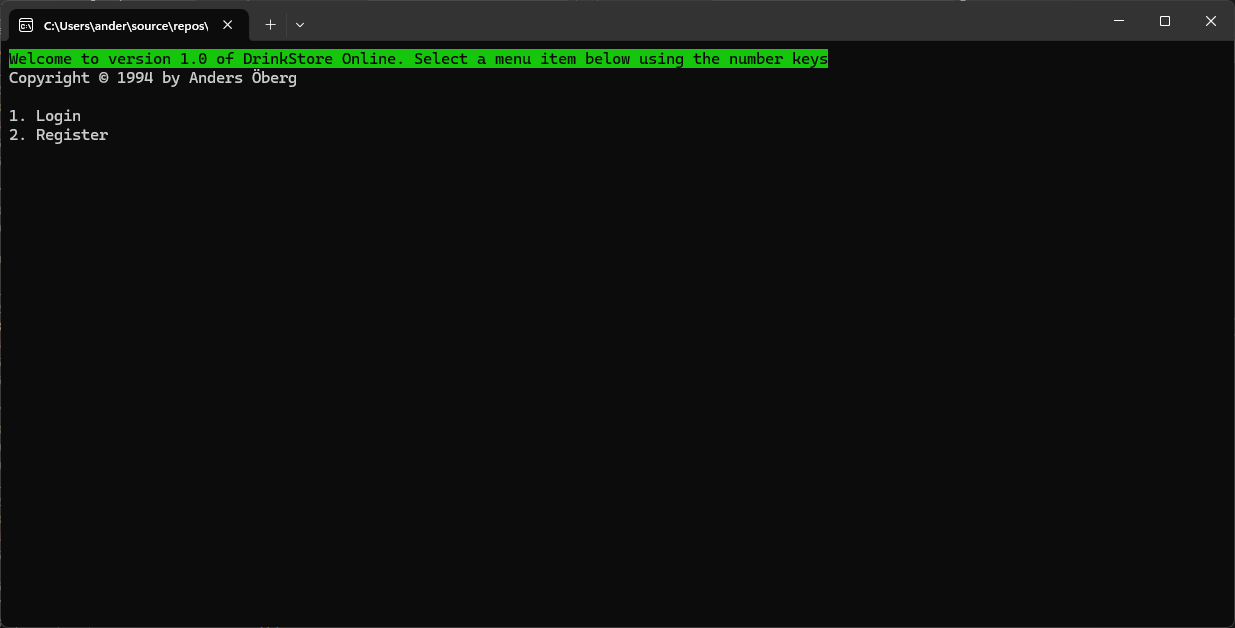 C:\Users\ander\source\repos\
Welcome to version 1.0 of DrinkStore Online. Select a menu item below using the number keys
Copyright © 1994 by Anders Öberg
1. Login
2. Register